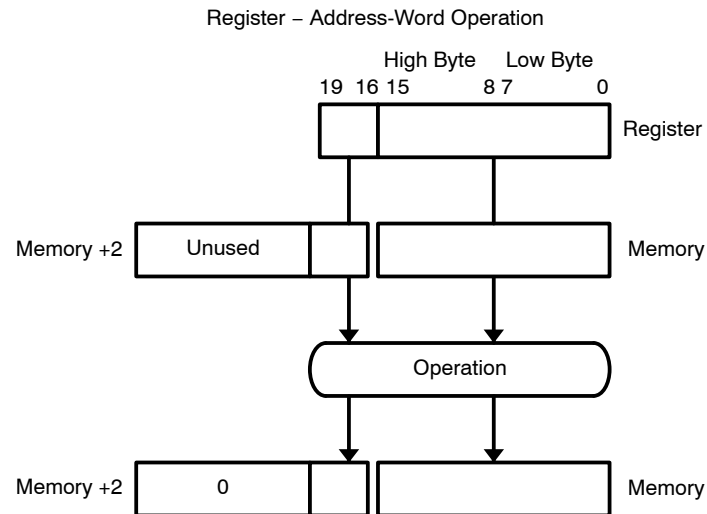 Register – Address-Word Operation
High Byte Low Byte
19 16 15 8 7 0
Register
Memory +2 Unused Memory
Operation
Memory +2 0 Memory